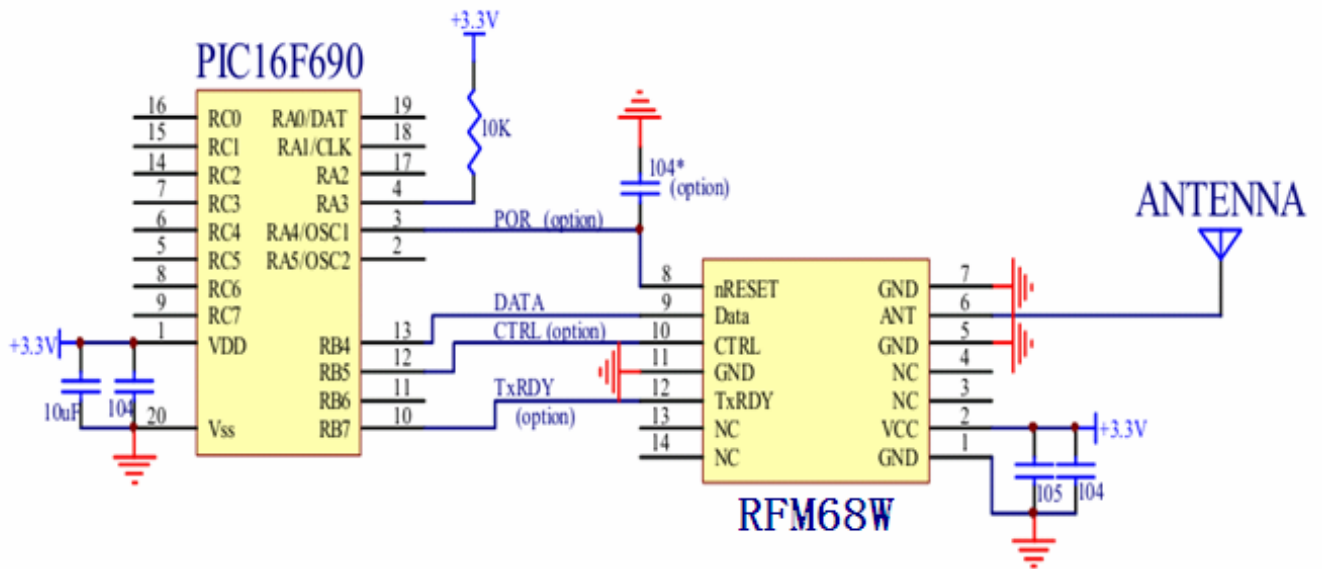 +3.3V
PIC16F690
16 RC0 RA0/DAT 19
15 RC1 RA1/CLK 18
14 RC2 RA2 17
7 RC3 RA3 4
6 RC4 RA4/OSC1 3
5 RC5 RA5/OSC2 2
8 RC6
9 RC7
1 VDD RB4 13
RB5 12
RB6 11
20 Vss RB7 10
+3.3V
10uF
104
10K
104*
(option)
POR (option)
DATA
CTRL (option)
TxRDY
(option)
ANTENNA
8 nRESET GND 7
9 Data ANT 6
10 CTRL GND 5
11 GND NC 4
12 TxRDY NC 3
13 NC VCC 2
14 NC GND 1
+3.3V
105
104
RFM68W